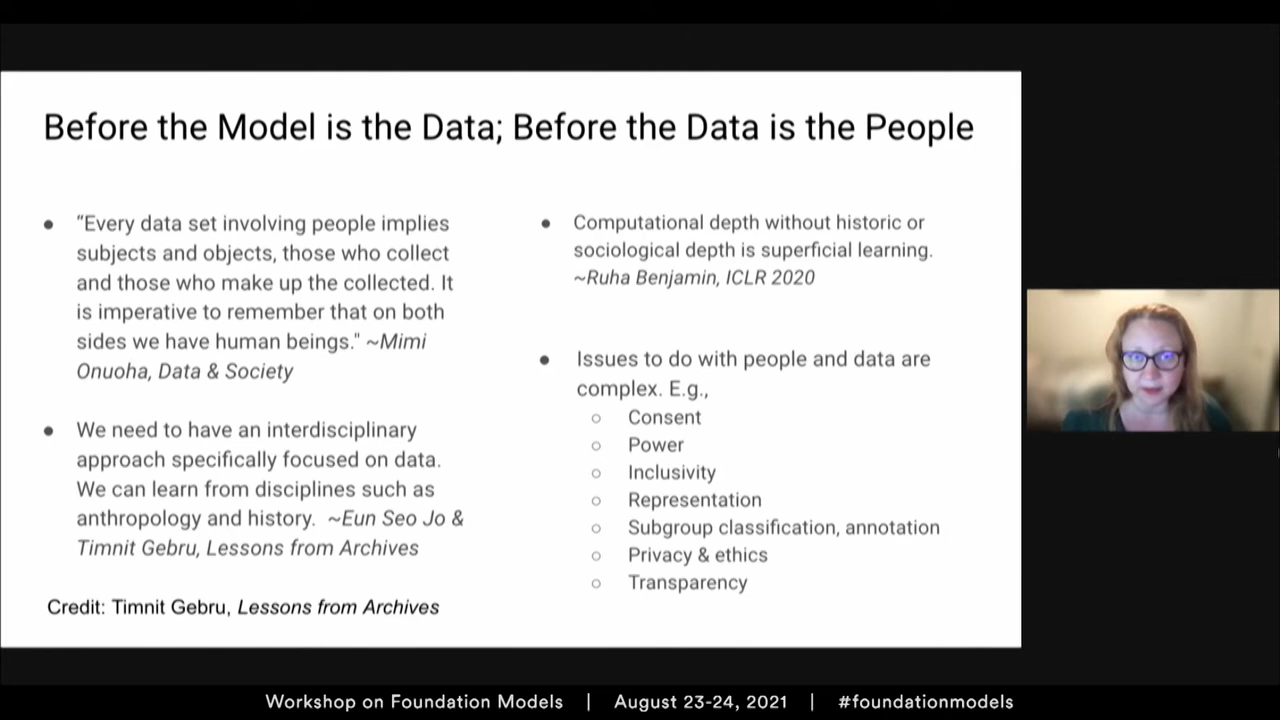 Before the Model is the Data; Before the Data is the People
● "Every data set involving people implies
subjects and objects, those who collect
and those who make up the collected. It
is imperative to remember that on both
sides we have human beings." ~Mimi
Onuoha, Data & Society
● We need to have an interdisciplinary
approach specifically focused on data.
We can learn from disciplines such as
anthropology and history. ~Eun Seo Jo &
Timnit Gebru, Lessons from Archives
Credit: Timnit Gebru, Lessons from Archives
● Computational depth without historic or
sociological depth is superficial learning.
~Ruha Benjamin, ICLR 2020
● Issues to do with people and data are
complex. E.g.,
○ Consent
○ Power
○ Inclusivity
○ Representation
○ Subgroup classification, annotation
○ Privacy & ethics
○ Transparency
Workshop on Foundation Models | August 23-24, 2021 | #foundationmodels